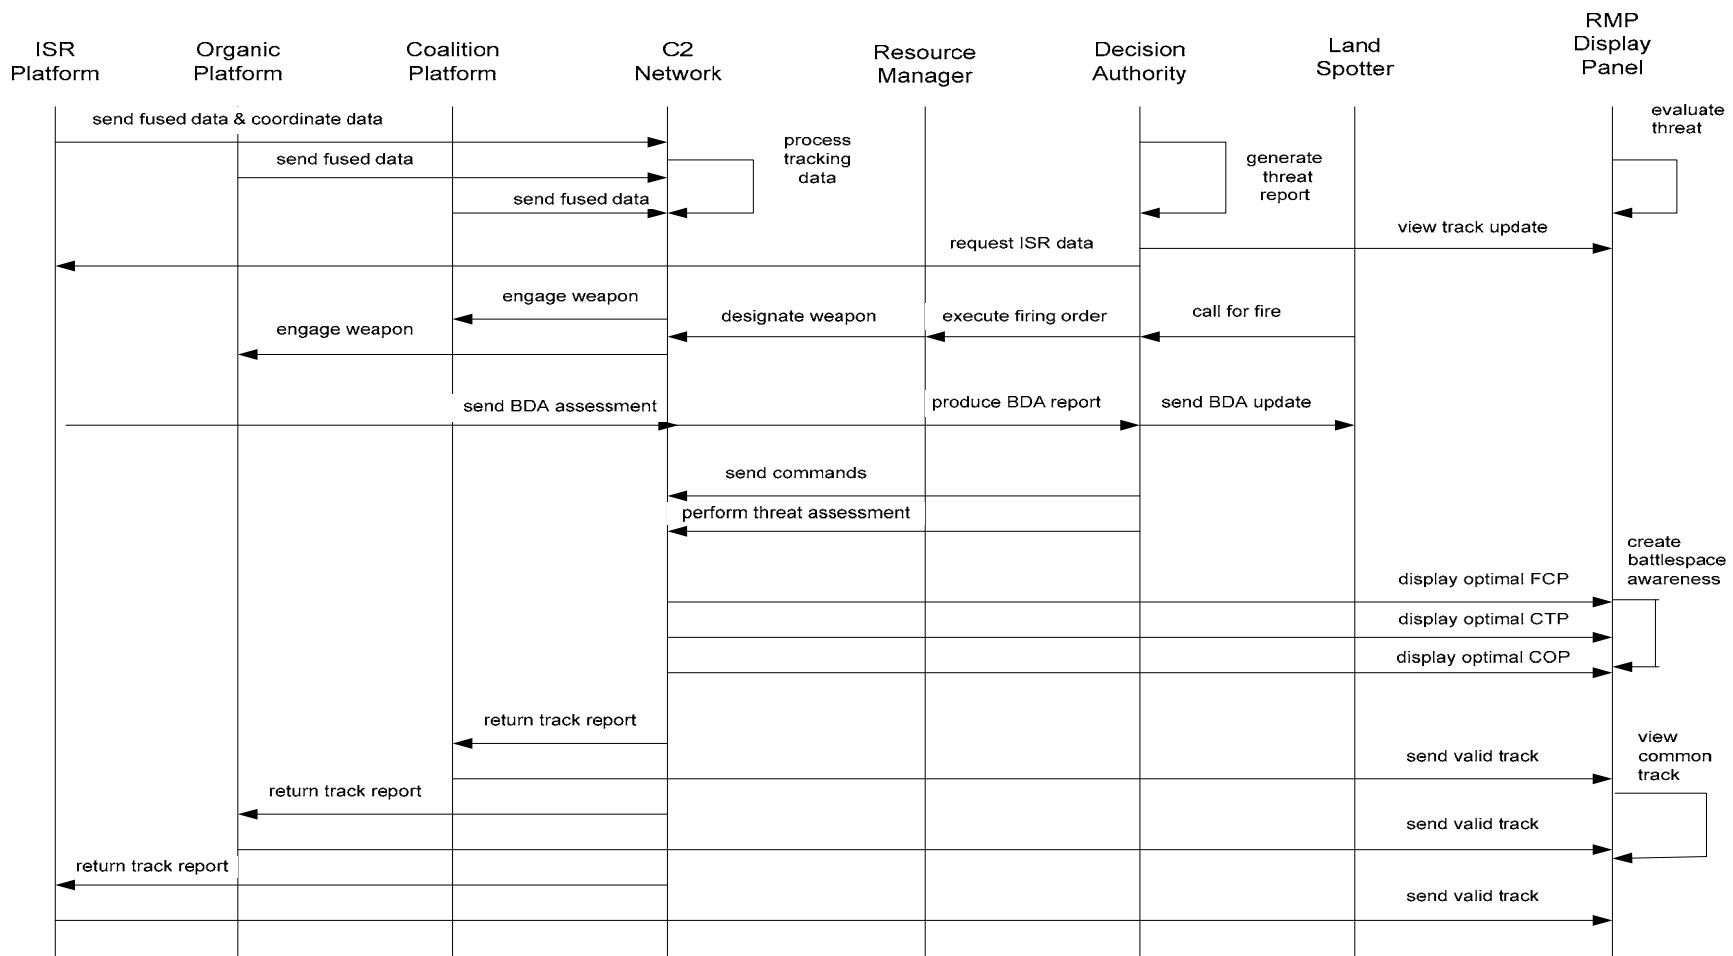 ISR
Platform
Organic
Platform
Coalition
Platform
C2
Network
Resource
Manager
Decision
Authority
Land
Spotter
RMP
Display
Panel
send fused data & coordinate data
evaluate
threat
process
tracking
data
send fused data
generate
threat
report
send fused data
view track update
request ISR data
engage weapon
call for fire
designate weapon
execute firing order
engage weapon
send BDA assessment
produce BDA report
send BDA update
send commands
perform threat assessment
create
battlespace
awareness
display optimal FCP
display optimal CTP
display optimal COP
return track report
view
common
track
send valid track
return track report
send valid track
return track report
send valid track